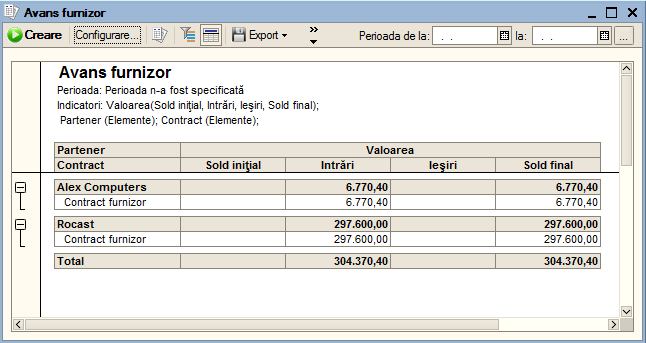 Avans furnizor
Creare Configurare... Export Perioada de la: . . la: . . ...
Avans furnizor
Perioada: Perioada n-a fost specificată
Indicatori: Valoarea(Sold iniţial, Intrări, Ieşiri, Sold final);
Partener (Elemente); Contract (Elemente);
Partener Valoarea
Contract Sold iniţial Intrări Ieşiri Sold final
Alex Computers 6.770,40 6.770,40
Contract furnizor 6.770,40 6.770,40
Rocast 297.600,00 297.600,00
Contract furnizor 297.600,00 297.600,00
Total 304.370,40 304.370,40